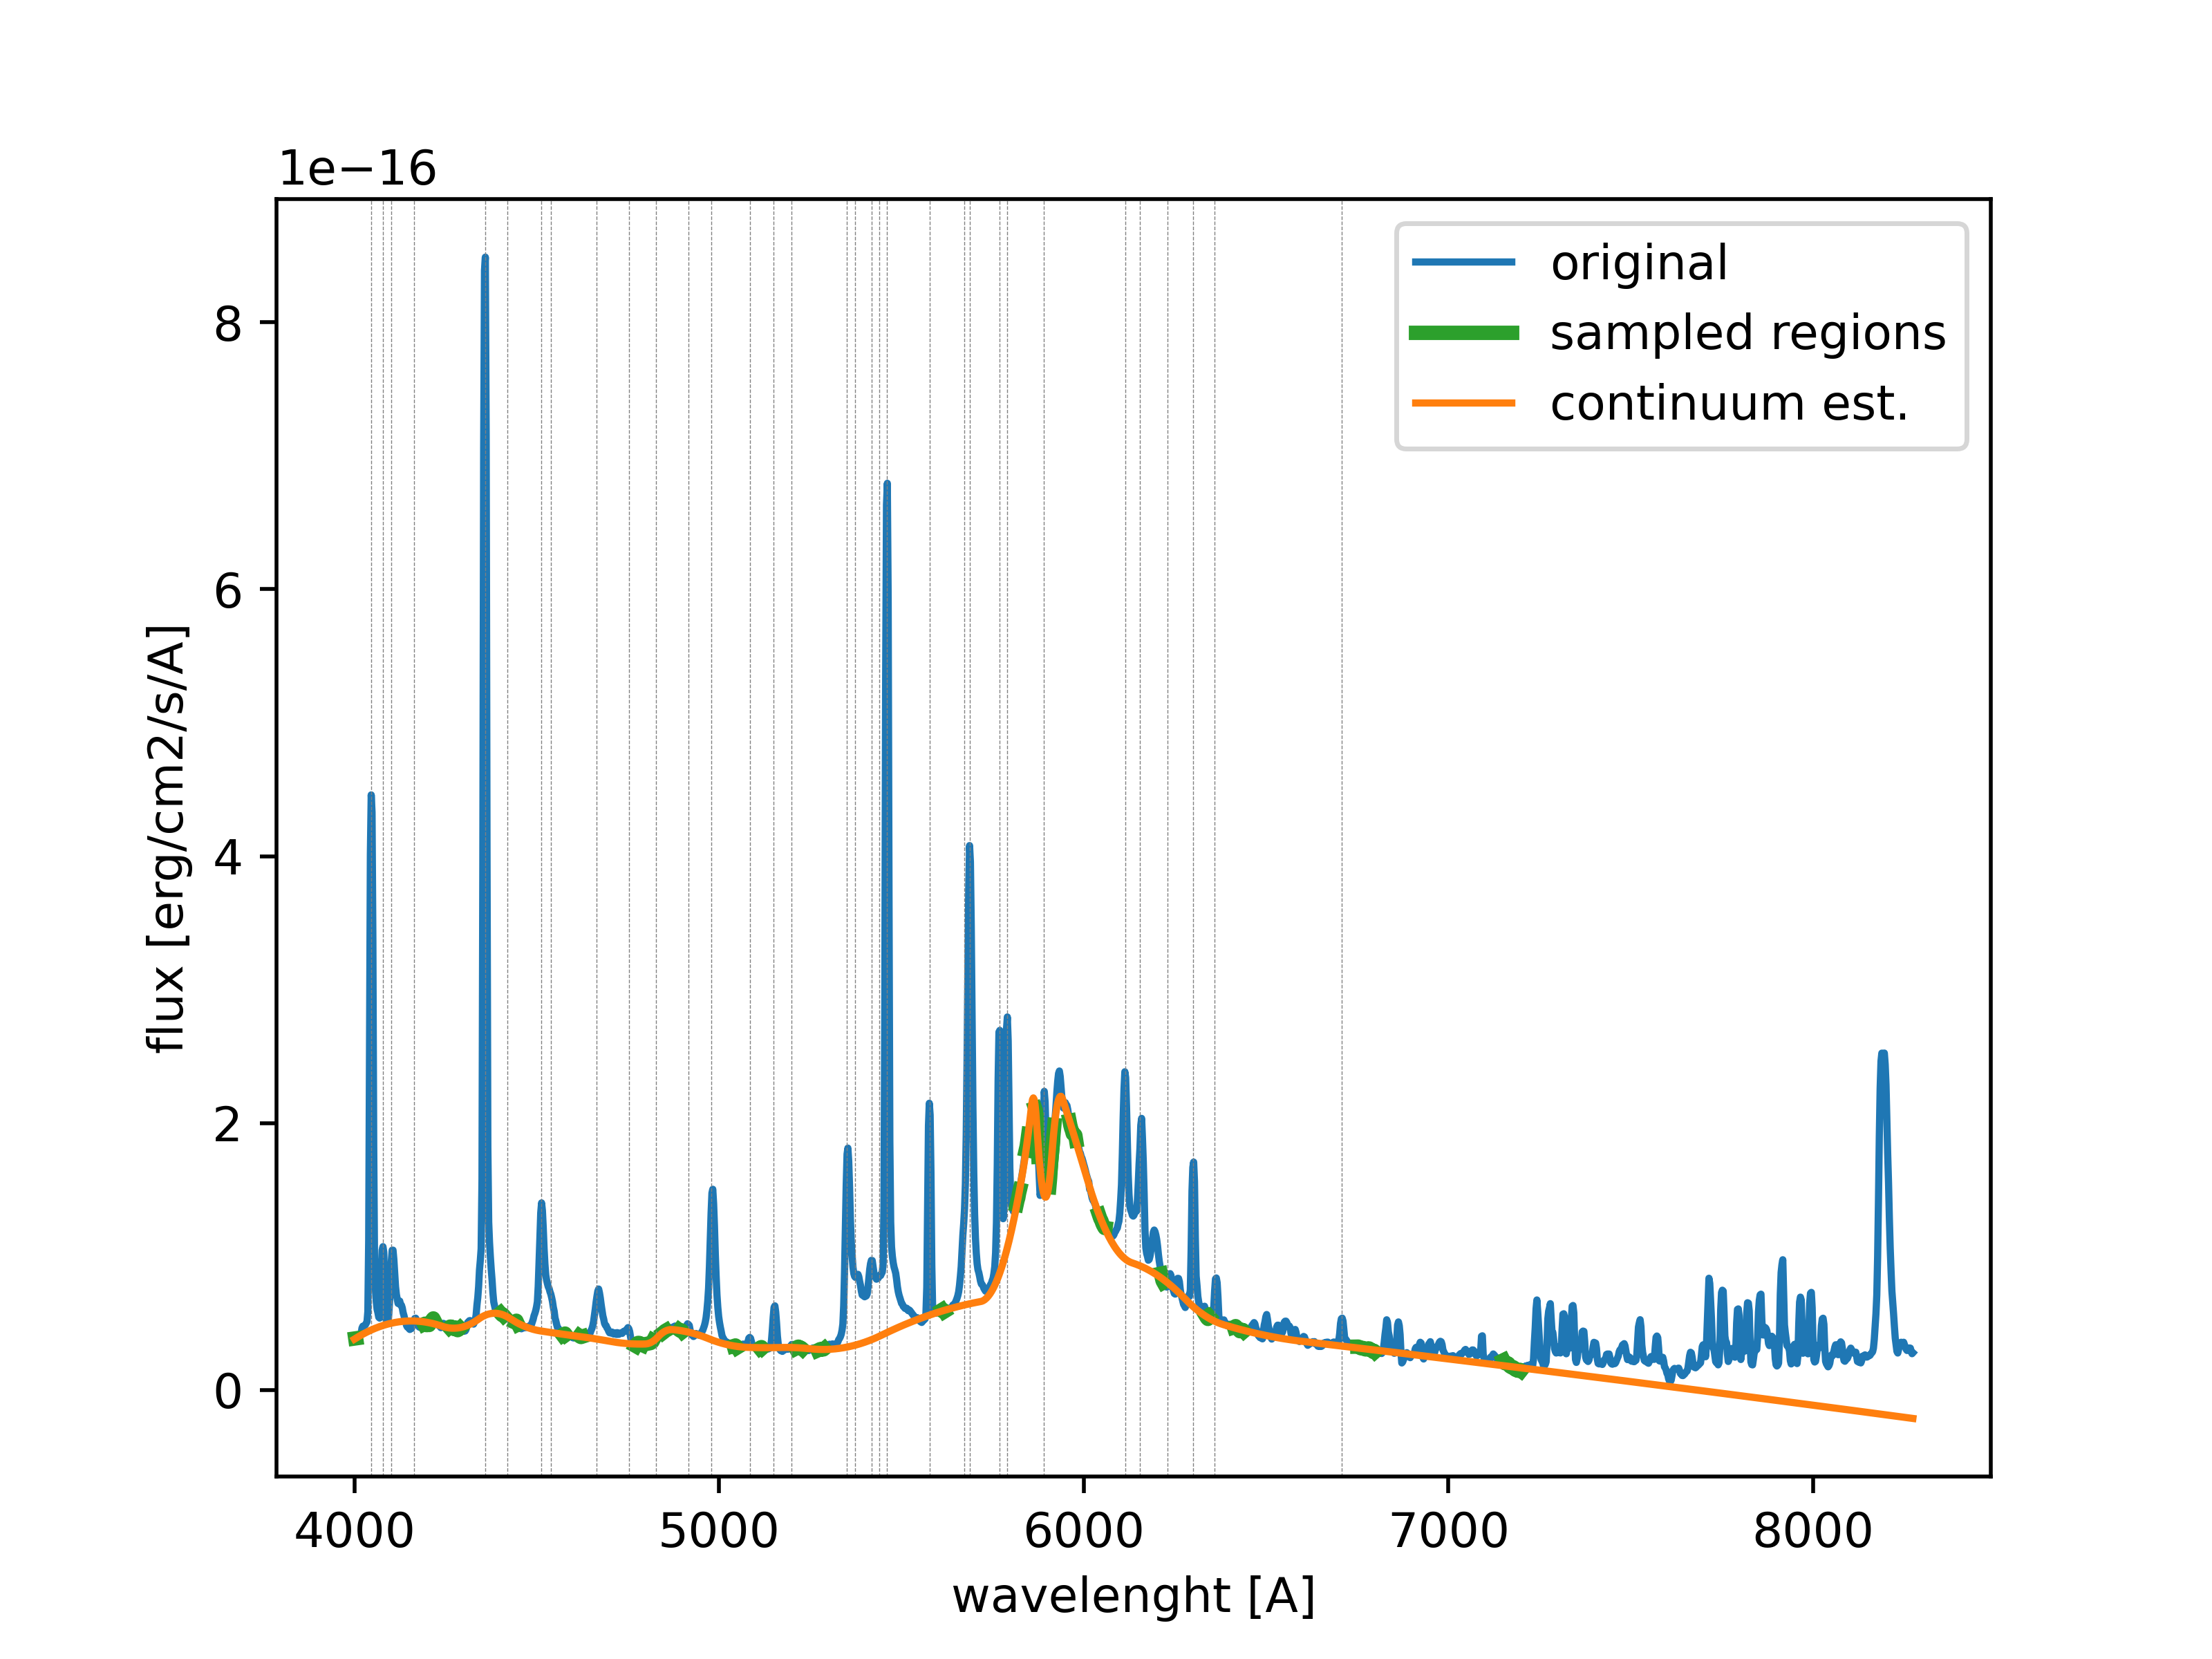 1e−16
original
sampled regions
continuum est.
8
6
4
2
0
flux [erg/cm2/s/A]
4000 5000 6000 7000 8000
wavelenght [A]